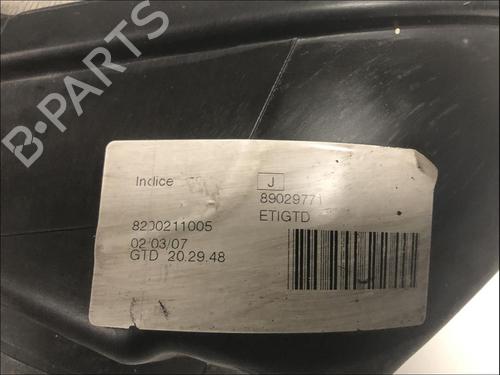 B-PARTS
Indice J
89029771
8200211005 ETIGTD
02/03/07
GTD 20.29.48